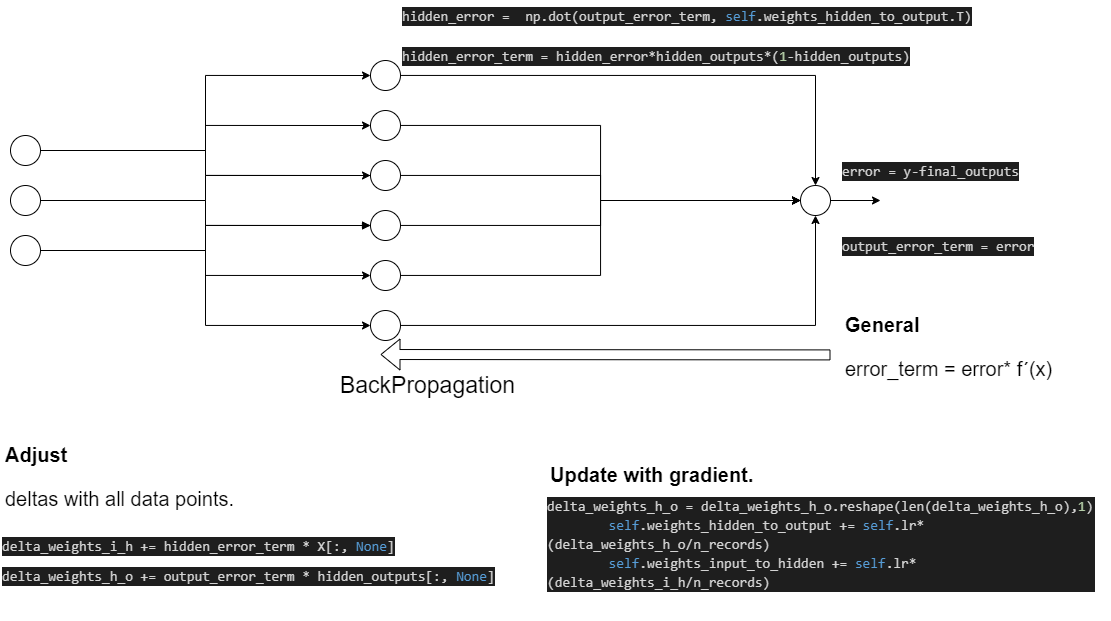 hidden_error =  np.dot(output_error_term, self.weights_hidden_to_output.T)
hidden_error_term = hidden_error*hidden_outputs*(1-hidden_outputs)
error = y-final_outputs
output_error_term = error
General
error_term = error* f´(x)
BackPropagation
Adjust
deltas with all data points.
delta_weights_i_h += hidden_error_term * X[:, None]
delta_weights_h_o += output_error_term * hidden_outputs[:, None]
Update with gradient.
delta_weights_h_o = delta_weights_h_o.reshape(len(delta_weights_h_o),1)
self.weights_hidden_to_output += self.lr*
(delta_weights_h_o/n_records)
self.weights_input_to_hidden += self.lr*
(delta_weights_i_h/n_records)